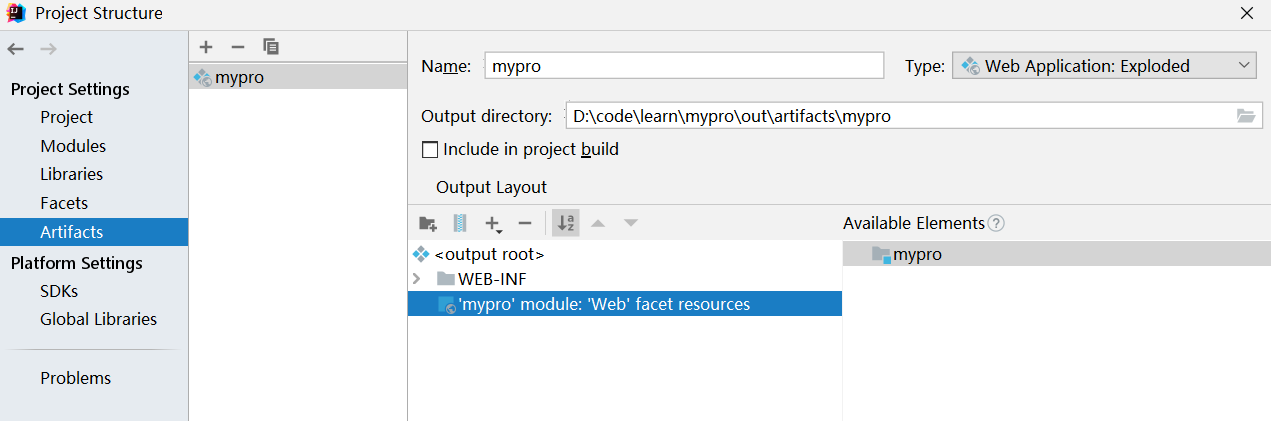 Project Structure
Project Settings
Project
Modules
Libraries
Facets
Artifacts
Platform Settings
SDKs
Global Libraries
Problems
mypro
Name: mypro Type: Web Application: Exploded
Output directory: D:\code\learn\mypro\out\artifacts\mypro
Include in project build
Output Layout
Available Elements ?
<output root>
WEB-INF
'mypro' module: 'Web' facet resources
mypro